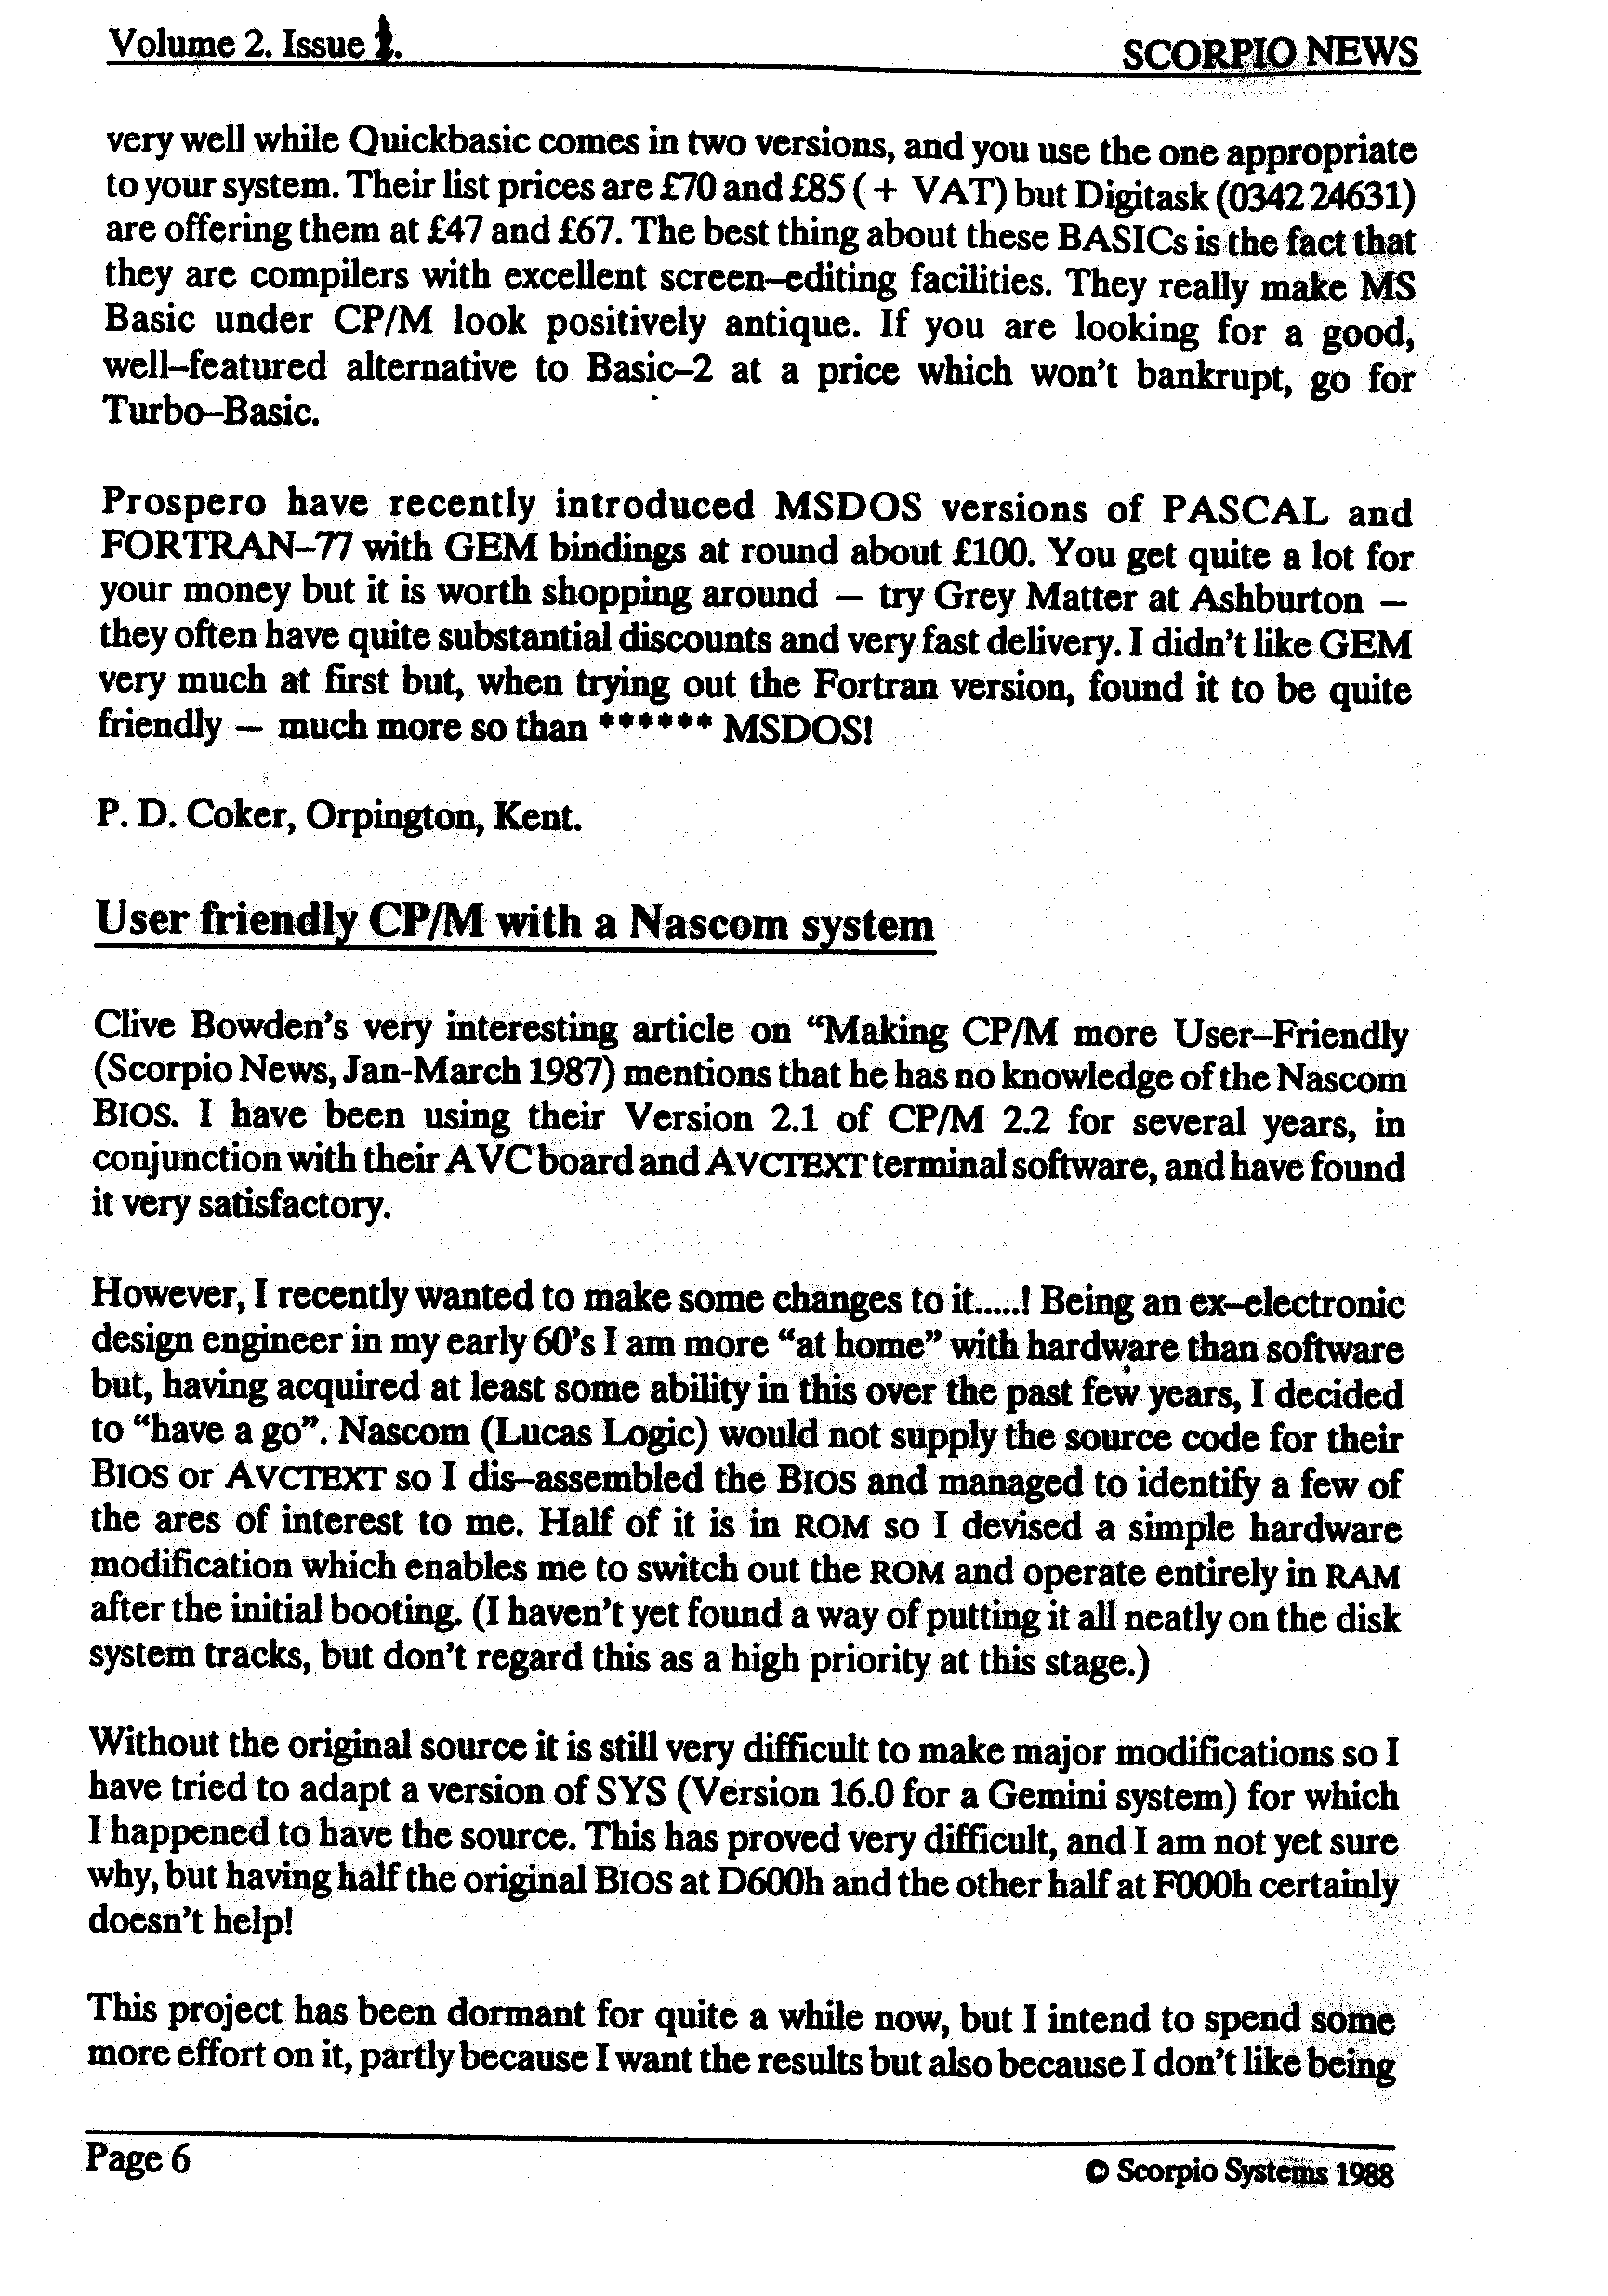 Volume 2. Issue 1. SCORPIO NEWS
very well while Quickbasic comes in two versions, and you use the one appropriate
to your system. Their list prices are £70 and £85 ( + VAT) but Digitask (0342 24631)
are offering them at £47 and £67. The best thing about these BASICs is the fact that
they are compilers with excellent screen–editing facilities. They really make MS
Basic under CP/M look positively antique. If you are looking for a good,
well–featured alternative to Basic–2 at a price which won't bankrupt, go for
Turbo–Basic.
Prospero have recently introduced MSDOS versions of PASCAL and
FORTRAN–77 with GEM bindings at round about £100. You get quite a lot for
your money but it is worth shopping around – try Grey Matter at Ashburton –
they often have quite substantial discounts and very fast delivery. I didn't like GEM
very much at first but, when trying out the Fortran version, found it to be quite
friendly – much more so than ****** MSDOS!
P. D. Coker, Orpington, Kent.
User friendly CP/M with a Nascom system
Clive Bowden's very interesting article on “Making CP/M more User–Friendly
(Scorpio News, Jan-March 1987) mentions that he has no knowledge of the Nascom
BIOS. I have been using their Version 2.1 of CP/M 2.2 for several years, in
conjunction with their AVC board and AVCTEXT terminal software, and have found
it very satisfactory.
However, I recently wanted to make some changes to it.....! Being an ex–electronic
design engineer in my early 60's I am more “at home” with hardware than software
but, having acquired at least some ability in this over the past few years, I decided
to “have a go”. Nascom (Lucas Logic) would not supply the source code for their
BIOS or AVCTEXT so I dis–assembled the BIOS and managed to identify a few of
the ares of interest to me. Half of it is in ROM so I devised a simple hardware
modification which enables me to switch out the ROM and operate entirely in RAM
after the initial booting. (I haven't yet found a way of putting it all neatly on the disk
system tracks, but don't regard this as a high priority at this stage.)
Without the original source it is still very difficult to make major modifications so I
have tried to adapt a version of SYS (Version 16.0 for a Gemini system) for which
I happened to have the source. This has proved very difficult, and I am not yet sure
why, but having half the original BIOS at D600h and the other half at F000h certainly
doesn't help!
This project has been dormant for quite a while now, but I intend to spend some
more effort on it, partly because I want the results but also because I don't like being
Page 6 © Scorpio Systems 1988